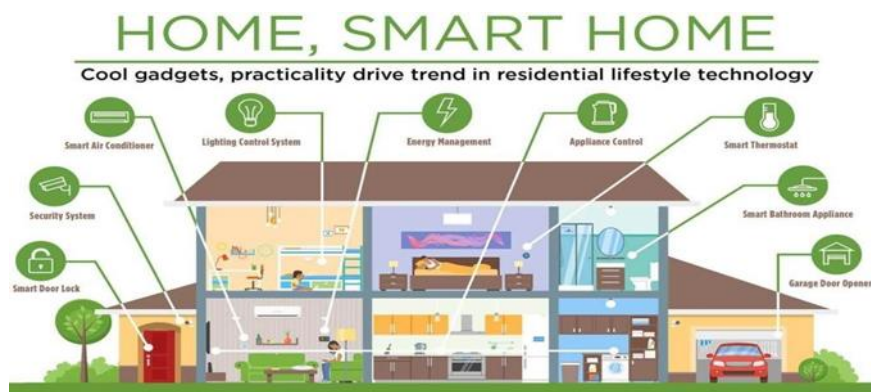 HOME, SMART HOME
Cool gadgets, practicality drive trend in residential lifestyle technology
Smart Air Conditioner
Lighting Control System
Energy Management
Appliance Control
Smart Thermostat
Security System
Smart Bathroom Appliance
Smart Door Lock
Garage Door Opener